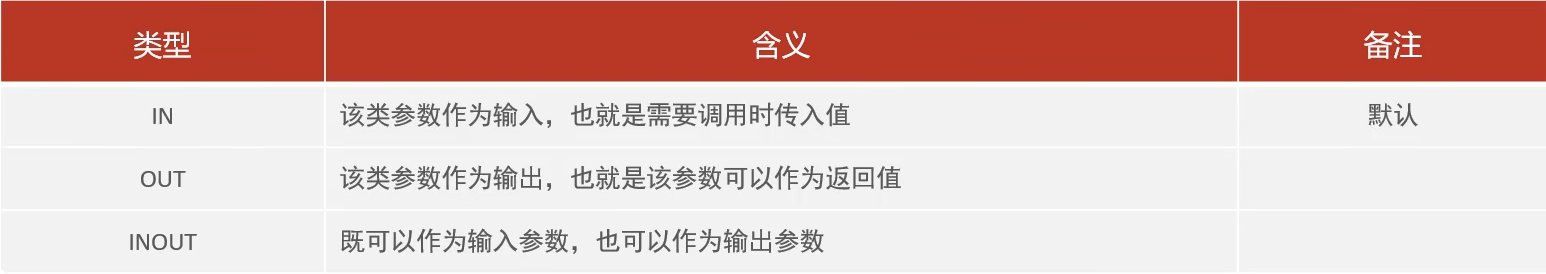 类型 含义 备注
IN 该类参数作为输入，也就是需要调用时传入值 默认
OUT 该类参数作为输出，也就是该参数可以作为返回值
INOUT 既可以作为输入参数，也可以作为输出参数